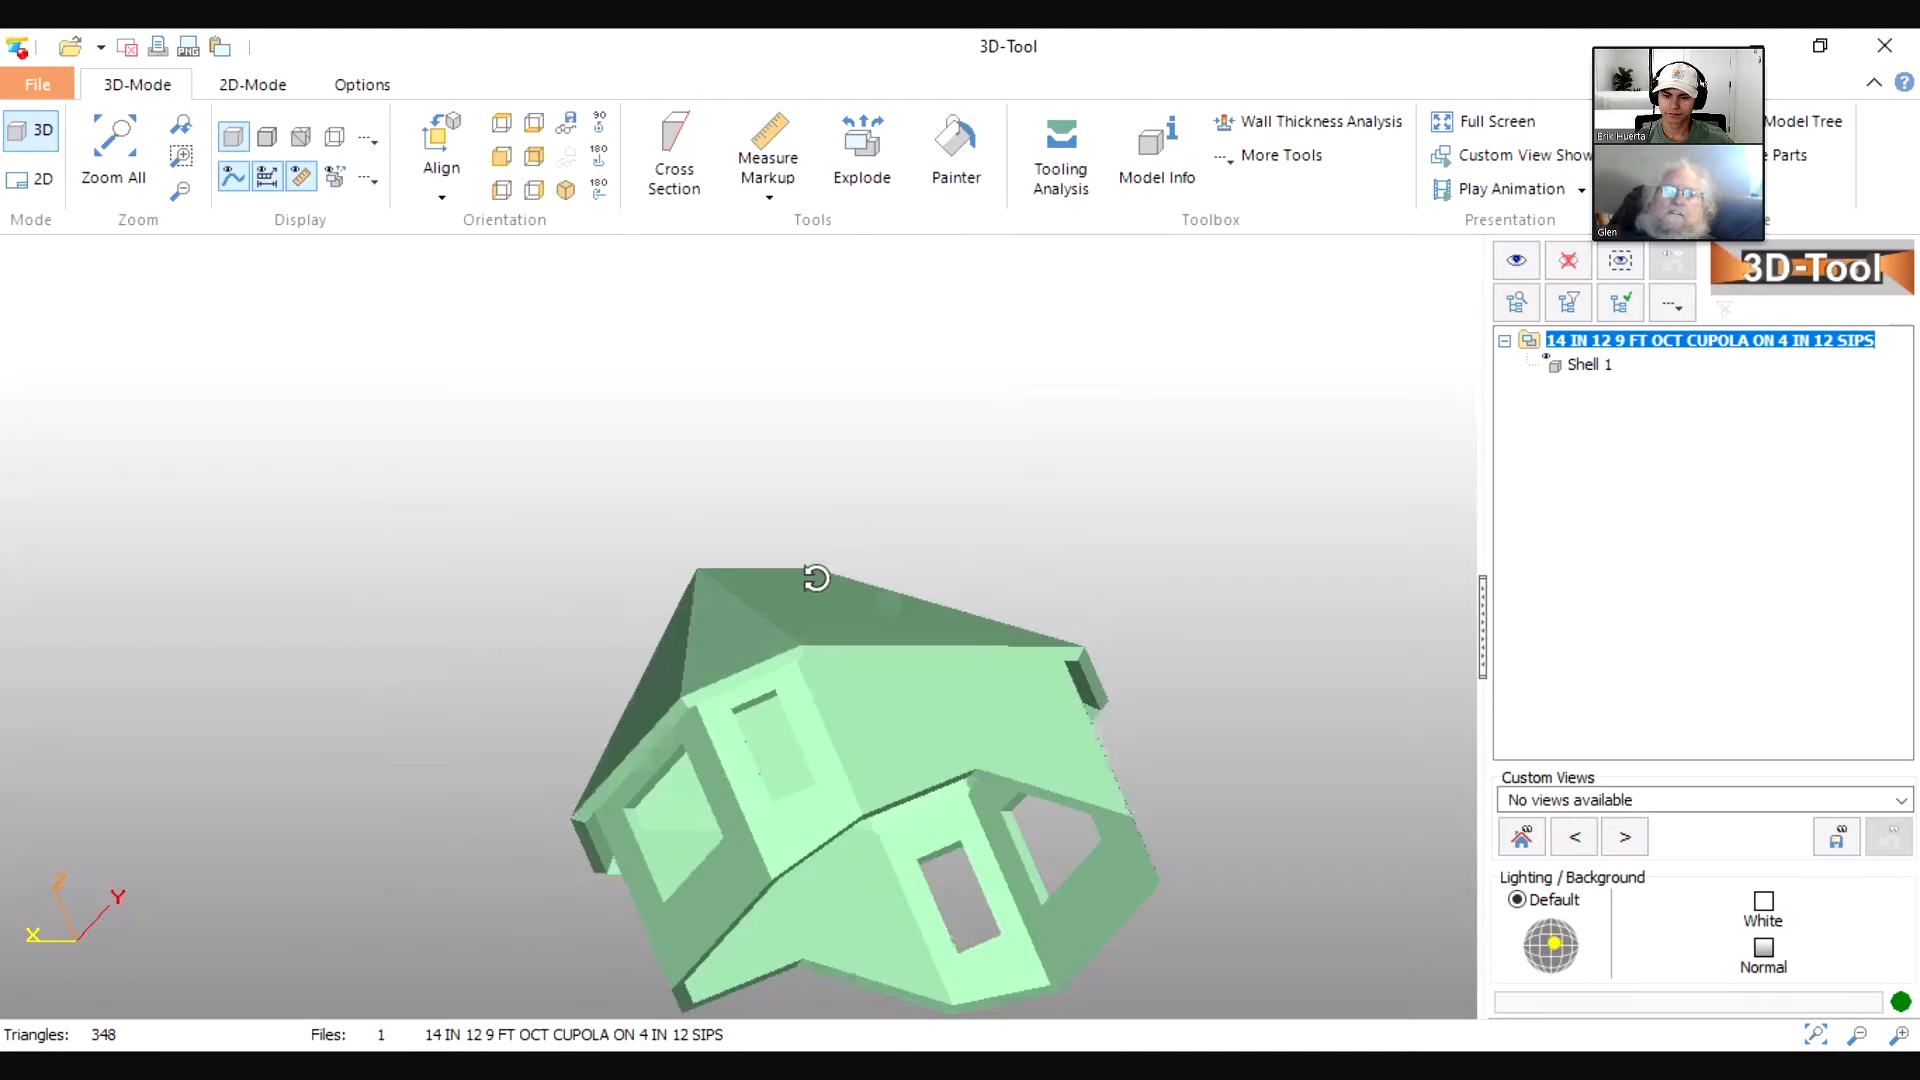 3D-Tool
File
3D-Mode
2D-Mode
Options
3D
2D
Mode
Zoom All
Zoom
Display
Align
90
180
180
Orientation
Cross
Section
Measure
Markup
Explode
Painter
Tools
Tooling
Analysis
Model Info
Wall Thickness Analysis
More Tools
Toolbox
Full Screen
Custom View Show
Play Animation
Presentation
Model Tree
Parts
PNG
Erik Huerta
Glen
3D-Tool
14 IN 12 9 FT OCT CUPOLA ON 4 IN 12 SIPS
Shell 1
Custom Views
No views available
<
>
Lighting / Background
Default
White
Normal
Z
Y
X
Triangles: 348
Files: 1
14 IN 12 9 FT OCT CUPOLA ON 4 IN 12 SIPS